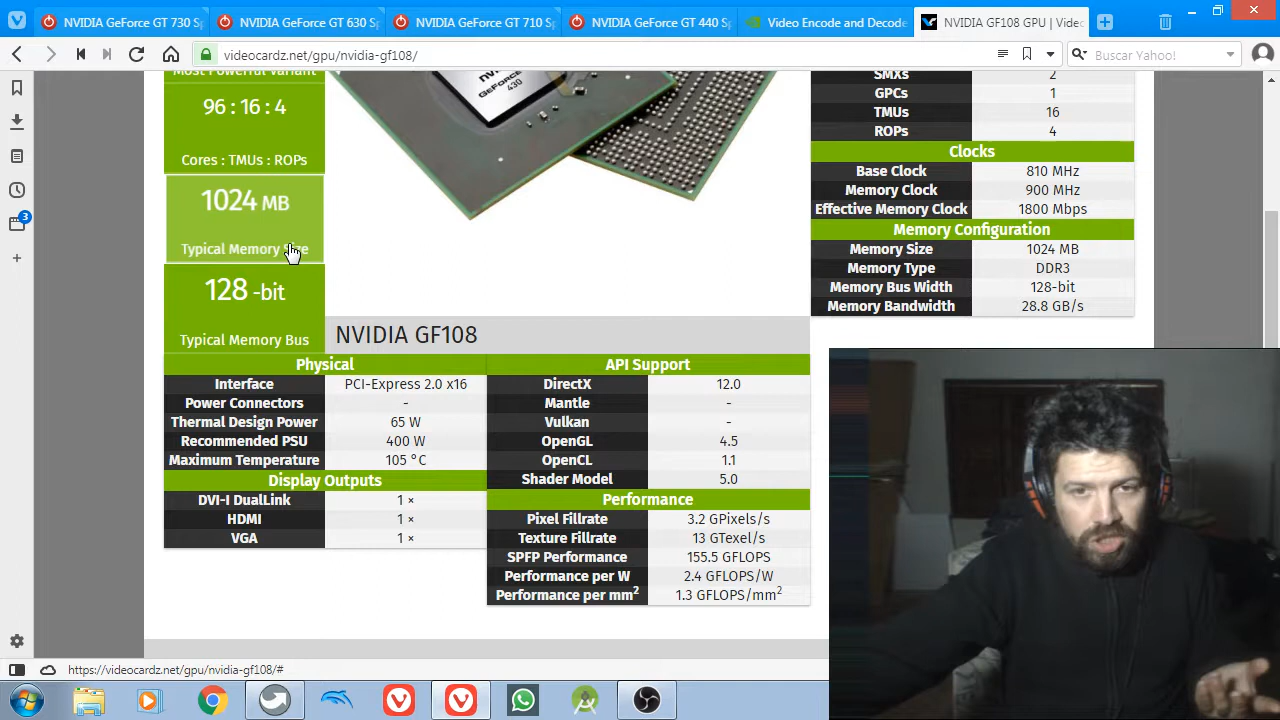 NVIDIA GeForce GT 730 S
NVIDIA GeForce GT 630 S
NVIDIA GeForce GT 710 S
NVIDIA GeForce GT 440 S
Video Encode and Decode
NVIDIA GF108 GPU | Vide
videocardz.net/gpu/nvidia-gf108/
Buscar Yahoo!
3
Most Powerful Variant
96 : 16 : 4
Cores : TMUs : ROPs
1024 MB
Typical Memory Size
128 -bit
Typical Memory Bus
GEFORCE
430
SMXs 2
GPCs 1
TMUs 16
ROPs 4
Clocks
Base Clock 810 MHz
Memory Clock 900 MHz
Effective Memory Clock 1800 Mbps
Memory Configuration
Memory Size 1024 MB
Memory Type DDR3
Memory Bus Width 128-bit
Memory Bandwidth 28.8 GB/s
NVIDIA GF108
Physical
Interface PCI-Express 2.0 x16
Power Connectors -
Thermal Design Power 65 W
Recommended PSU 400 W
Maximum Temperature 105 °C
Display Outputs
DVI-I DualLink 1 ×
HDMI 1 ×
VGA 1 ×
API Support
DirectX 12.0
Mantle -
Vulkan -
OpenGL 4.5
OpenCL 1.1
Shader Model 5.0
Performance
Pixel Fillrate 3.2 GPixels/s
Texture Fillrate 13 GTexel/s
SPFP Performance 155.5 GFLOPS
Performance per W 2.4 GFLOPS/W
Performance per mm² 1.3 GFLOPS/mm²
https://videocardz.net/gpu/nvidia-gf108/#